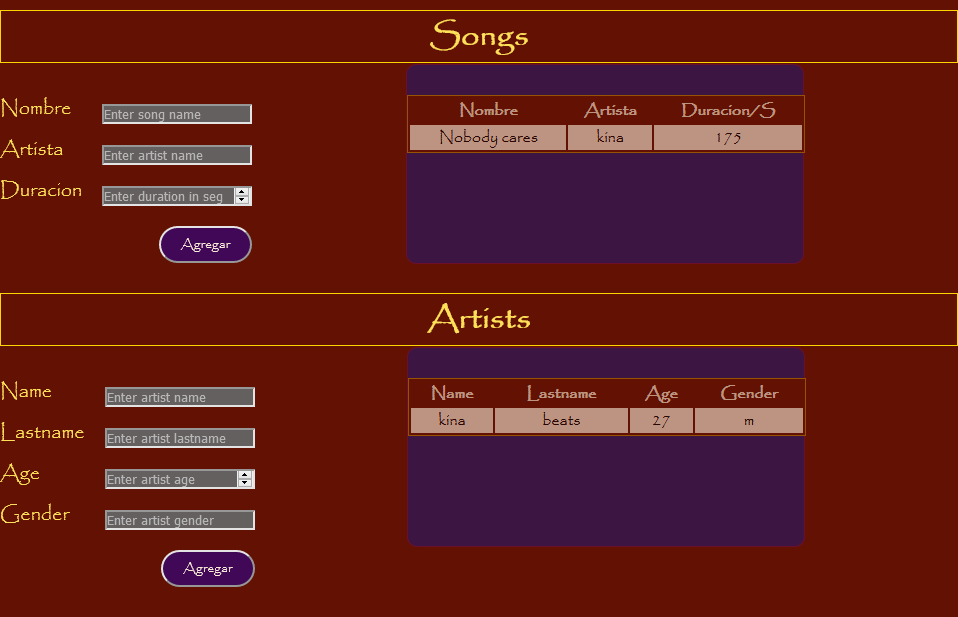 Songs
Nombre Enter song name
Artista Enter artist name
Duracion Enter duration in seg
Agregar
Nombre Artista Duracion/S
Nobody cares kina 175
Artists
Name Enter artist name
Lastname Enter artist lastname
Age Enter artist age
Gender Enter artist gender
Agregar
Name Lastname Age Gender
kina beats 27 m